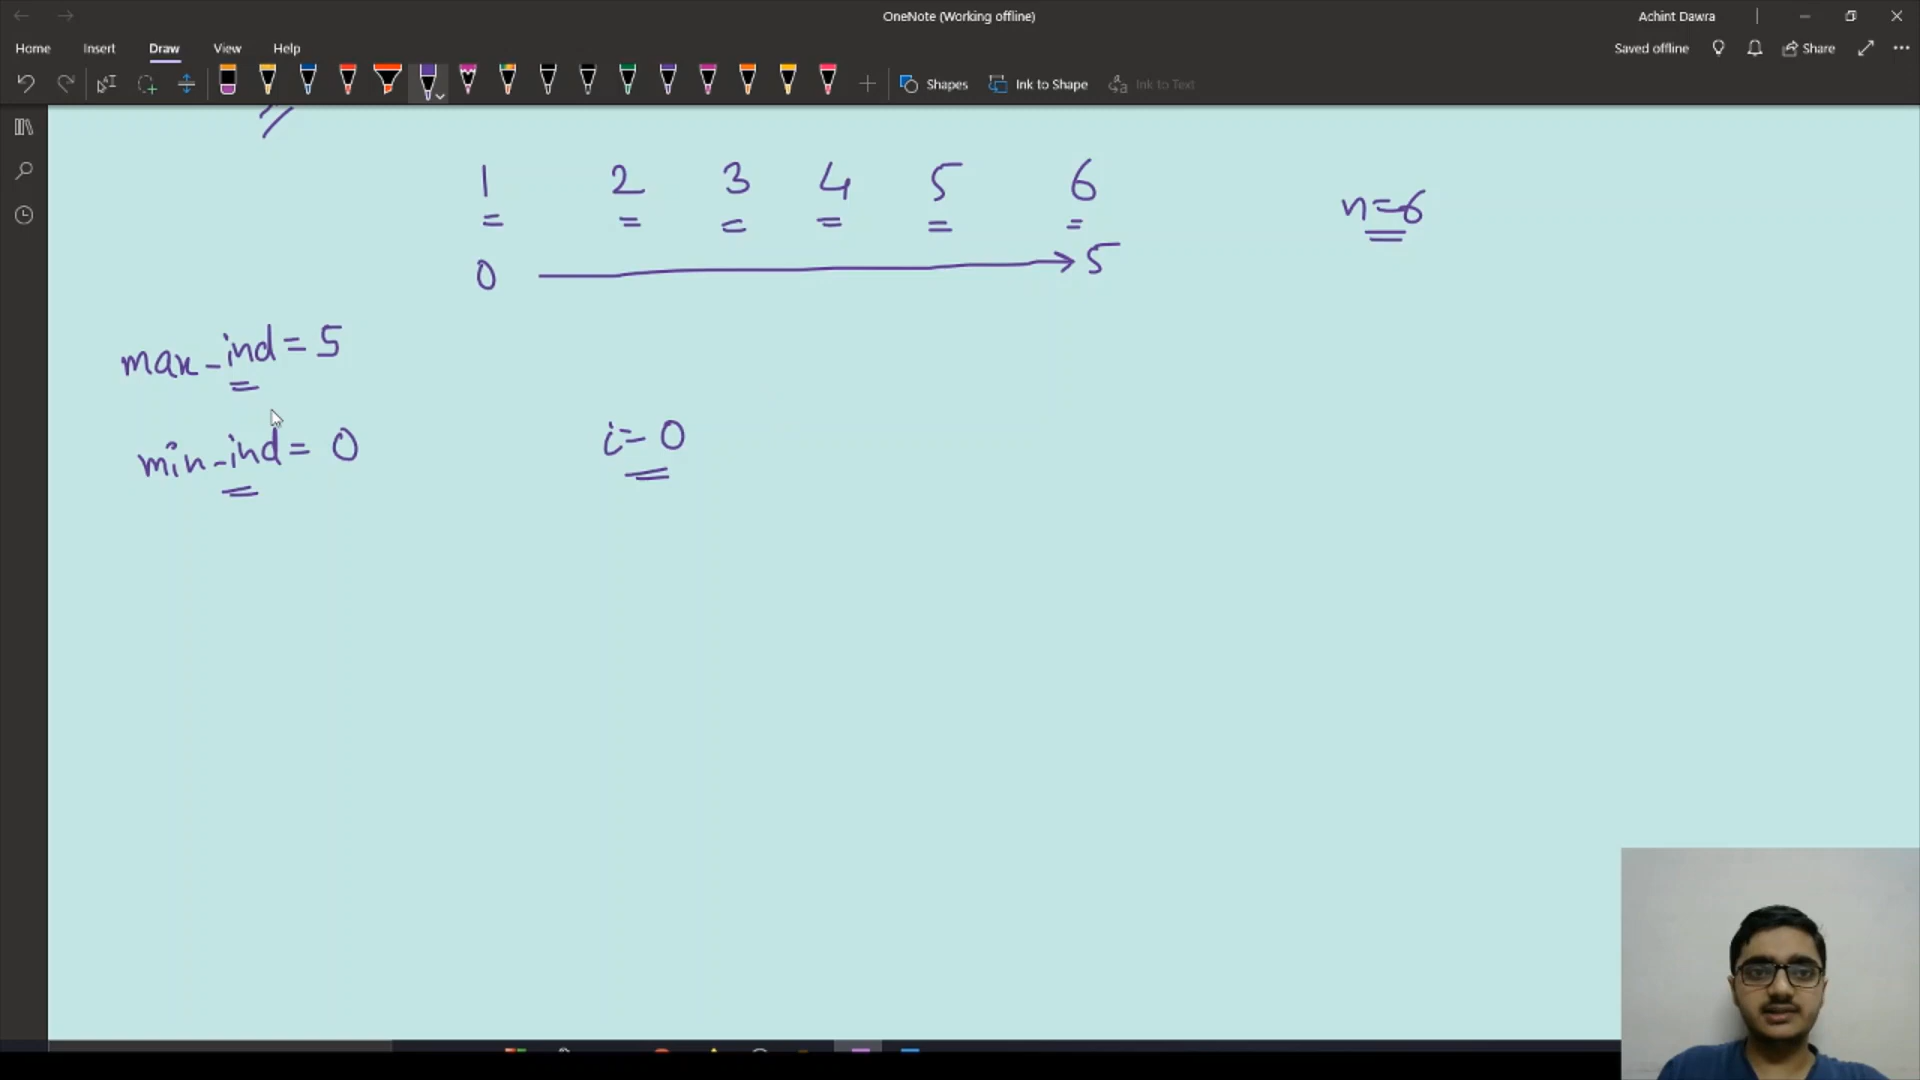 OneNote (Working offline)
Achint Dawra
Home Insert Draw View Help
Saved offline
Share
Shapes
Ink to Shape
Ink to Text
1 2 3 4 5 6
n=6
0 → 5
max_ind = 5
min_ind = 0
i=0